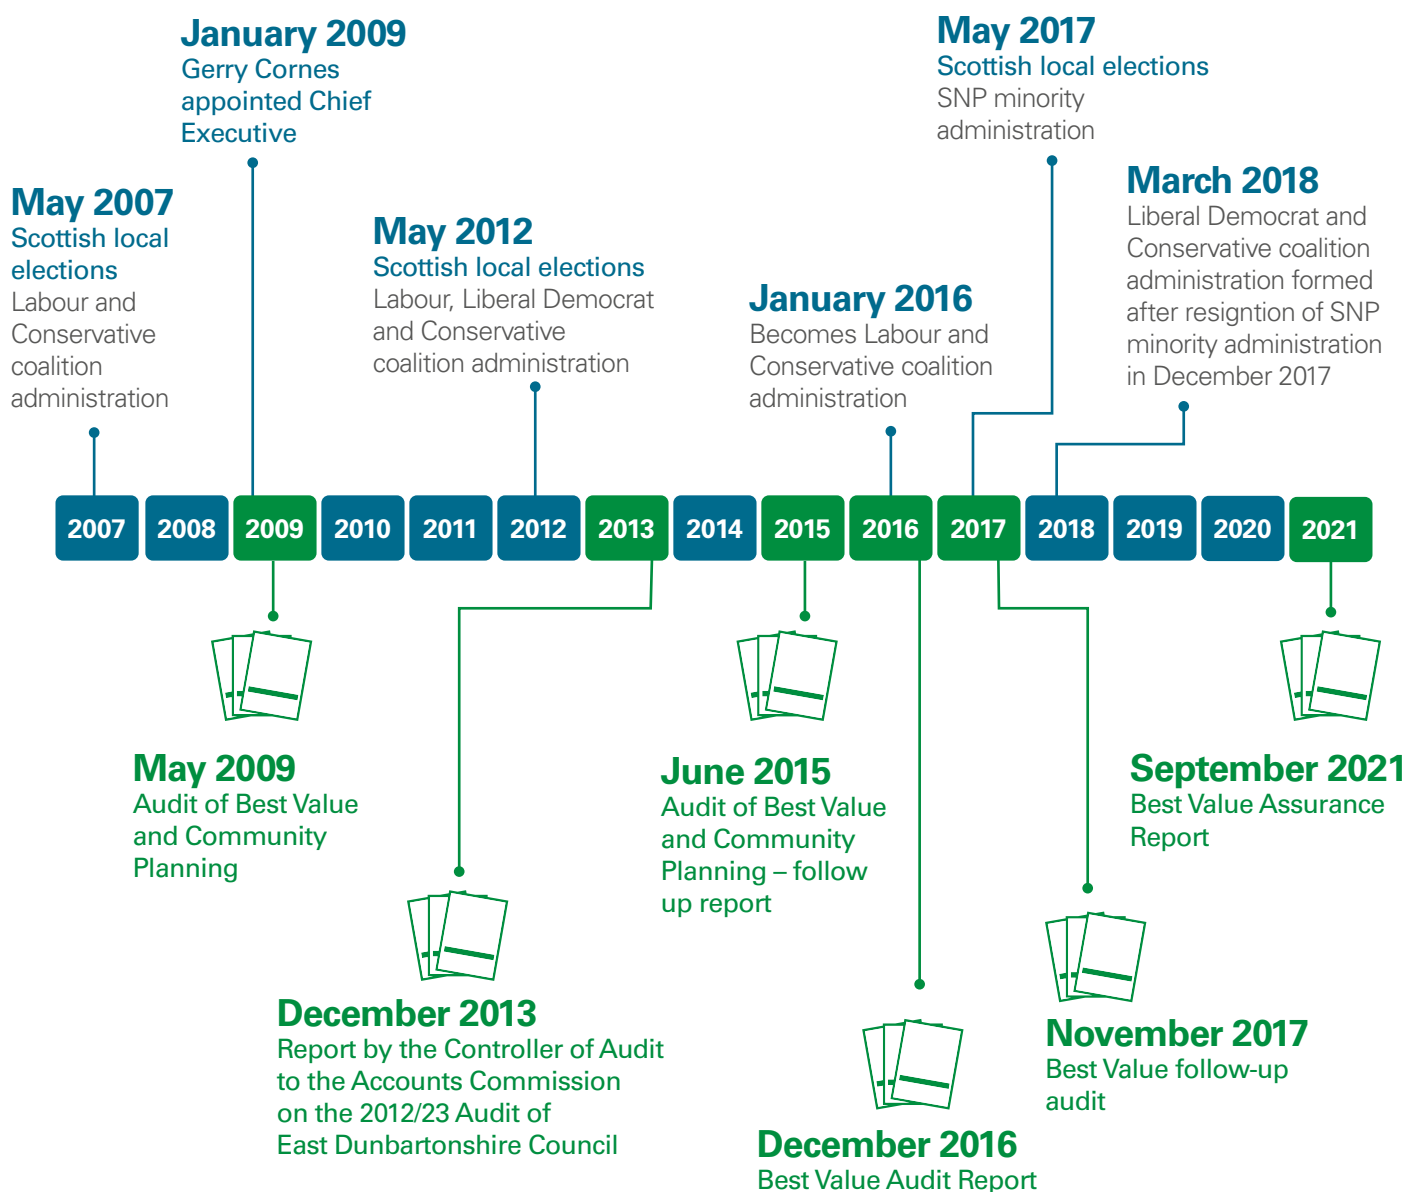 January 2009
Gerry Cornes
appointed Chief
Executive
May 2017
Scottish local elections
SNP minority
administration
May 2007
Scottish local
elections
Labour and
Conservative
coalition
administration
May 2012
Scottish local elections
Labour, Liberal Democrat
and Conservative
coalition administration
January 2016
Becomes Labour and
Conservative coalition
administration
March 2018
Liberal Democrat and
Conservative coalition
administration formed
after resigntion of SNP
minority administration
in December 2017
2007 2008 2009 2010 2011 2012 2013 2014 2015 2016 2017 2018 2019 2020 2021
May 2009
Audit of Best Value
and Community
Planning
June 2015
Audit of Best Value
and Community
Planning – follow
up report
September 2021
Best Value Assurance
Report
December 2013
Report by the Controller of Audit
to the Accounts Commission
on the 2012/23 Audit of
East Dunbartonshire Council
November 2017
Best Value follow-up
audit
December 2016
Best Value Audit Report